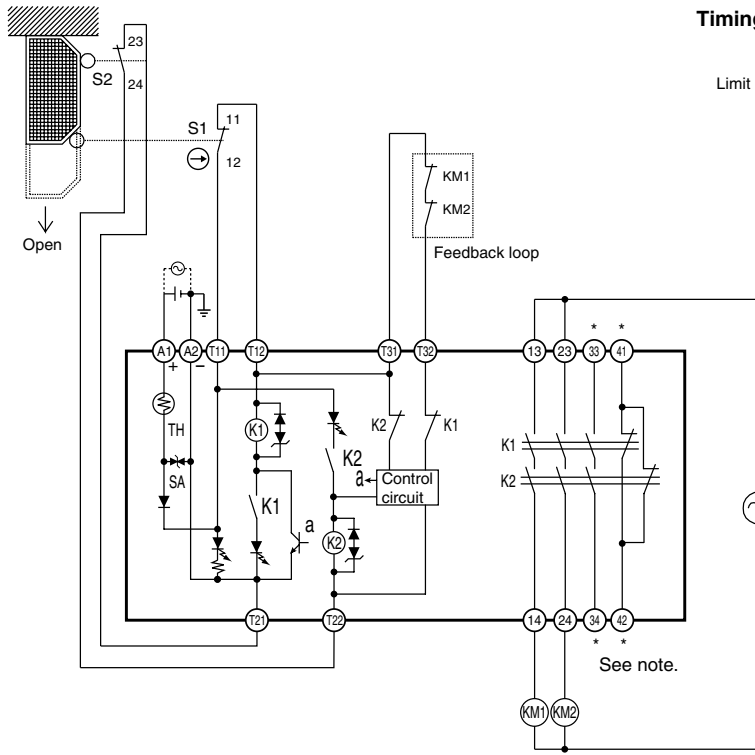 Timing
Limit
23
S2
24
S1
11
12
Open
KM1
KM2
Feedback loop
* *
A1 A2 T11 T12 T31 T32 13 23 33 41
+ −
TH
SA
K1
K1
a
K2
K2
a
K2
K1
Control
circuit
K1
K2
T21 T22 14 24 34 42
* *
See note.
KM1 KM2